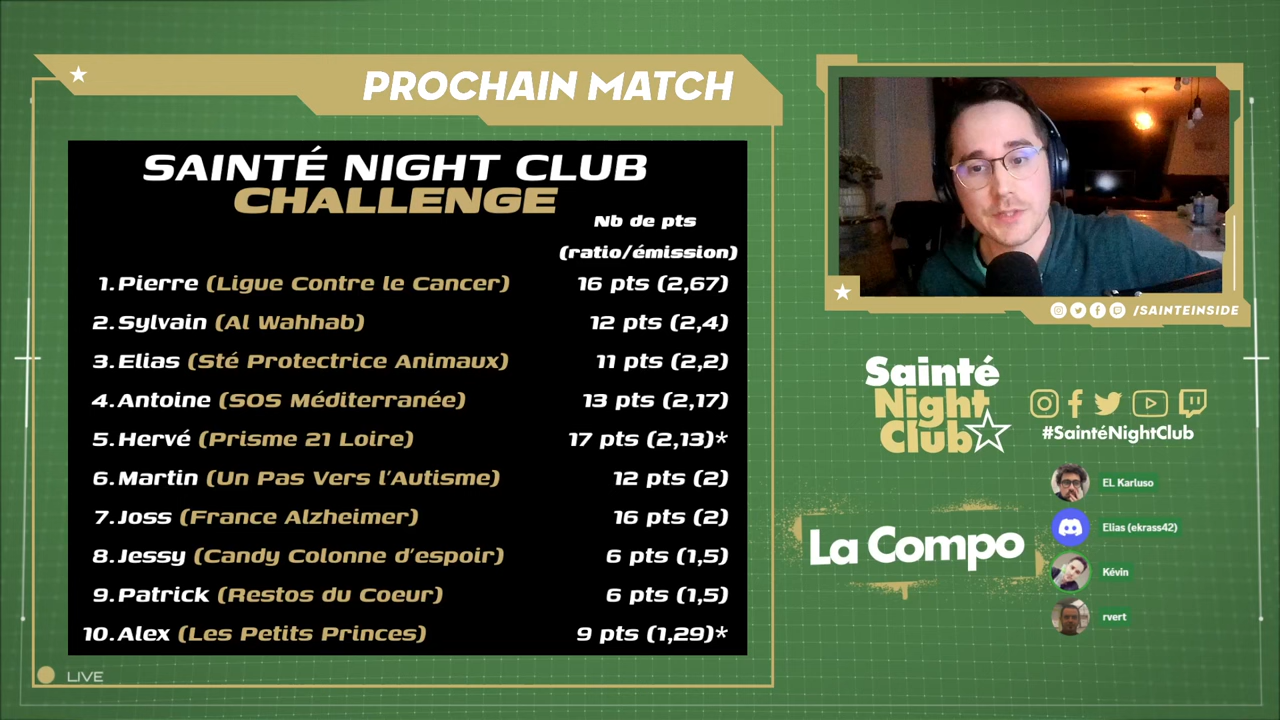 PROCHAIN MATCH
SAINTÉ NIGHT CLUB
CHALLENGE
Nb de pts
(ratio/émission)
1. Pierre (Ligue Contre le Cancer) 16 pts (2,67)
2. Sylvain (Al Wahhab) 12 pts (2,4)
3. Elias (Sté Protectrice Animaux) 11 pts (2,2)
4. Antoine (SOS Méditerranée) 13 pts (2,17)
5. Hervé (Prisme 21 Loire) 17 pts (2,13)*
6. Martin (Un Pas Vers l'Autisme) 12 pts (2)
7. Joss (France Alzheimer) 16 pts (2)
8. Jessy (Candy Colonne d'espoir) 6 pts (1,5)
9. Patrick (Restos du Coeur) 6 pts (1,5)
10. Alex (Les Petits Princes) 9 pts (1,29)*
LIVE
/SAINTEINSIDE
Sainté
Night
Club
#SaintéNightClub
La Compo
EL Karluso
Elias (ekrass42)
Kévin
rvert